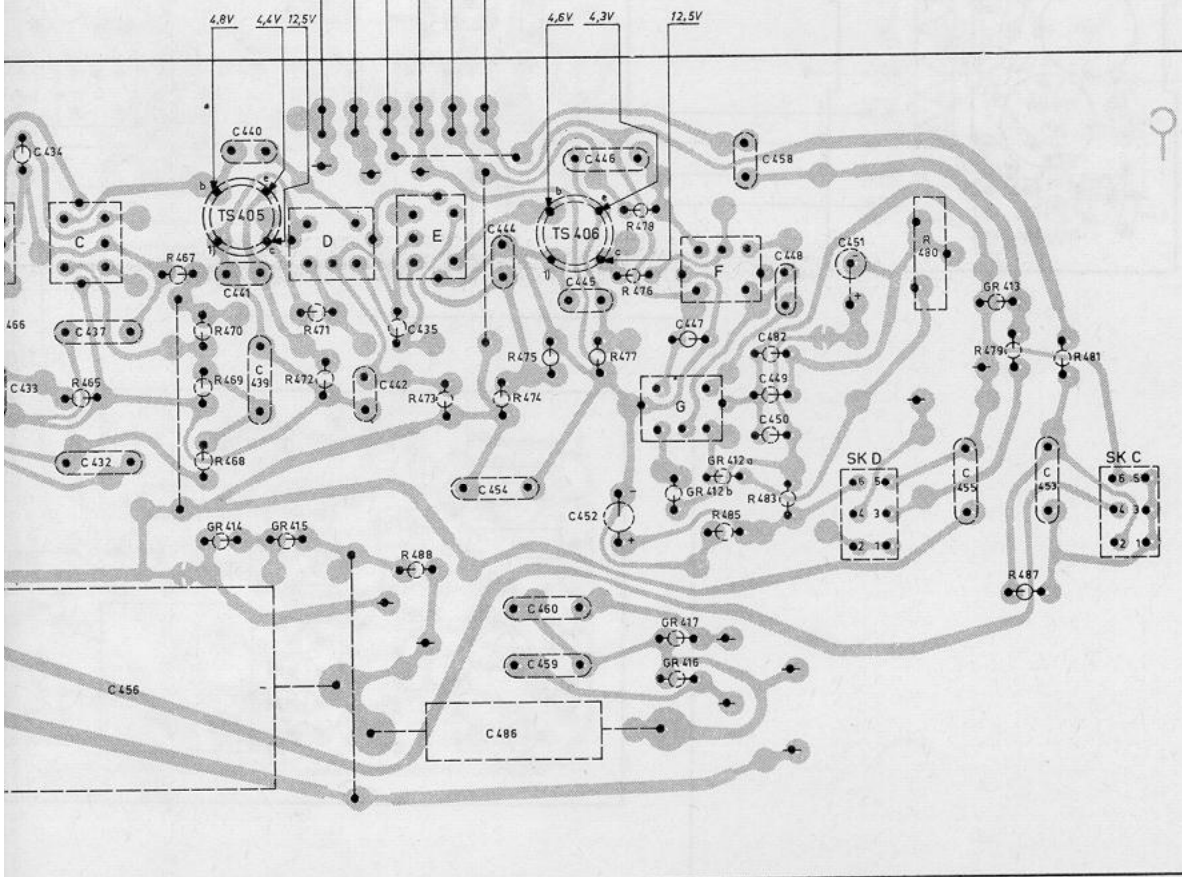 4,8V 4,4V 12,5V 4,6V 4,3V 12,5V
C 440
C 434
C 446
C 458
b e b e
TS 405
TS 406
R 478
C
D
E
C 444
1) c
1) c
R 467
C 441
R 476
F
C 448
C 451
R 480
C 445
+
GR 413
466
C 437
R 470
R 471
C 435
C 447
C 482
R 475
R 477
R 479
R 481
C 433
R 465
R 469
C 439
R 472
C 442
R 473
R 474
G
C 449
C 450
C 432
R 468
C 454
GR 412 a
GR 412 b
R 483
SK D
6 5
4 3
2 1
C 455
C 453
SK C
6 5
4 3
2 1
C 452
-
+
R 485
GR 414
GR 415
R 488
R 487
C 460
GR 417
C 459
GR 416
C 456
-
C 486